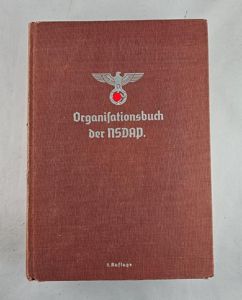 Organiſationsbuch
der NSDAP.
Auflage